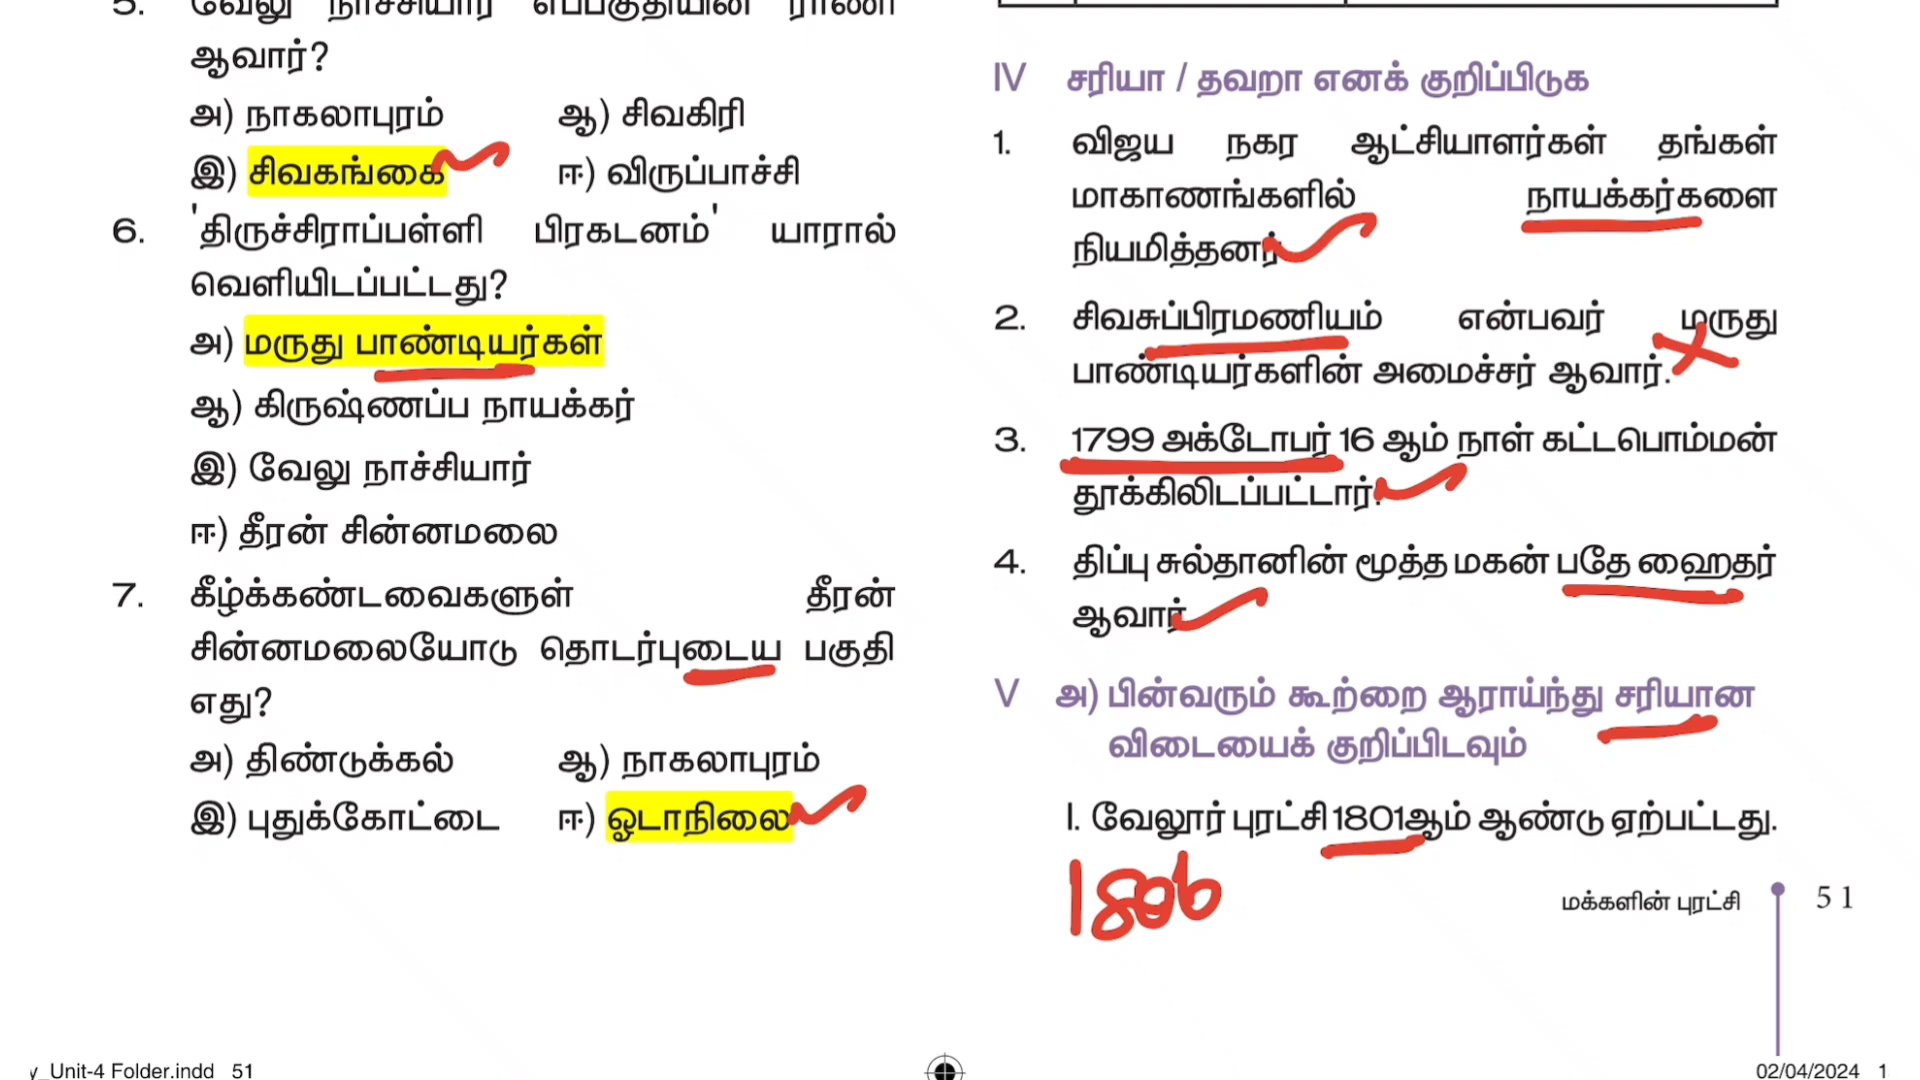 5. வேலு நாச்சியார் எப்பகுதியின் ராணி
ஆவார்?
அ) நாகலாபுரம் ஆ) சிவகிரி
இ) சிவகங்கை ஈ) விருப்பாச்சி
6. 'திருச்சிராப்பள்ளி பிரகடனம்' யாரால்
வெளியிடப்பட்டது?
அ) மருது பாண்டியர்கள்
ஆ) கிருஷ்ணப்ப நாயக்கர்
இ) வேலு நாச்சியார்
ஈ) தீரன் சின்னமலை
7. கீழ்க்கண்டவைகளுள் தீரன்
சின்னமலையோடு தொடர்புடைய பகுதி
எது?
அ) திண்டுக்கல் ஆ) நாகலாபுரம்
இ) புதுக்கோட்டை ஈ) ஓடாநிலை
IV சரியா / தவறா எனக் குறிப்பிடுக
1. விஜய நகர ஆட்சியாளர்கள் தங்கள்
மாகாணங்களில் நாயக்கர்களை
நியமித்தனர்
2. சிவசுப்பிரமணியம் என்பவர் மருது
பாண்டியர்களின் அமைச்சர் ஆவார்.
3. 1799 அக்டோபர் 16 ஆம் நாள் கட்டபொம்மன்
தூக்கிலிடப்பட்டார்.
4. திப்பு சுல்தானின் மூத்த மகன் பதே ஹைதர்
ஆவார்
V அ) பின்வரும் கூற்றை ஆராய்ந்து சரியான
விடையைக் குறிப்பிடவும்
I. வேலூர் புரட்சி 1801ஆம் ஆண்டு ஏற்பட்டது.
1806
மக்களின் புரட்சி 51
y_Unit-4 Folder.indd 51
02/04/2024 1